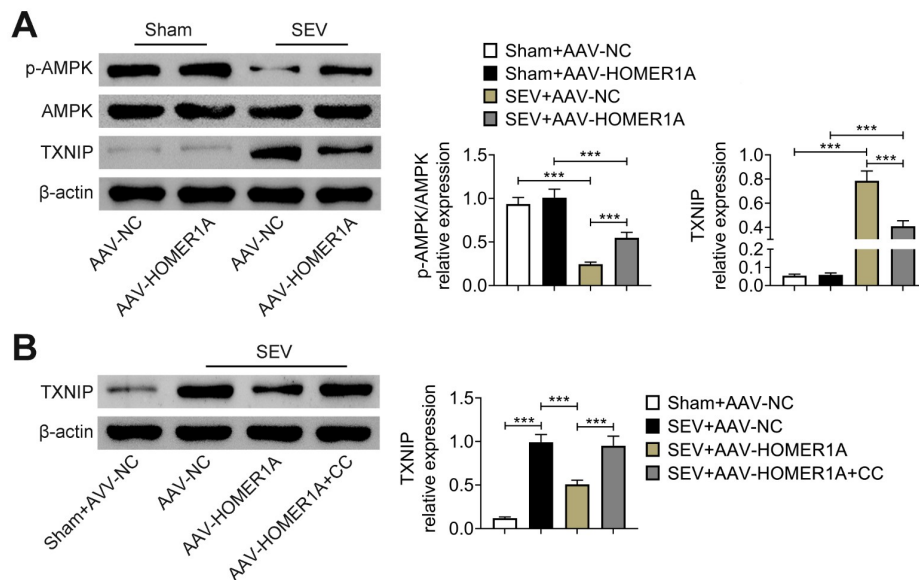 A
Sham SEV
p-AMPK
AMPK
TXNIP
β-actin
AAV-NC
AAV-HOMER1A
AAV-NC
AAV-HOMER1A
Sham+AAV-NC
Sham+AAV-HOMER1A
SEV+AAV-NC
SEV+AAV-HOMER1A
p-AMPK/AMPK
relative expression
1.5
1.0
0.5
0.0
***
***
***
TXNIP
relative expression
1.0
0.8
0.6
0.4
0.2
0.1
0.0
***
***
***
B
SEV
TXNIP
β-actin
Sham+AVV-NC
AAV-NC
AAV-HOMER1A
AAV-HOMER1A+CC
TXNIP
relative expression
1.5
1.0
0.5
0.0
***
***
***
Sham+AAV-NC
SEV+AAV-NC
SEV+AAV-HOMER1A
SEV+AAV-HOMER1A+CC